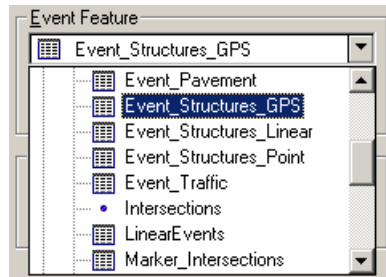 Event Feature
Event_Structures_GPS
Event_Pavement
Event_Structures_GPS
Event_Structures_Linear
Event_Structures_Point
Event_Traffic
Intersections
LinearEvents
Marker_Intersections